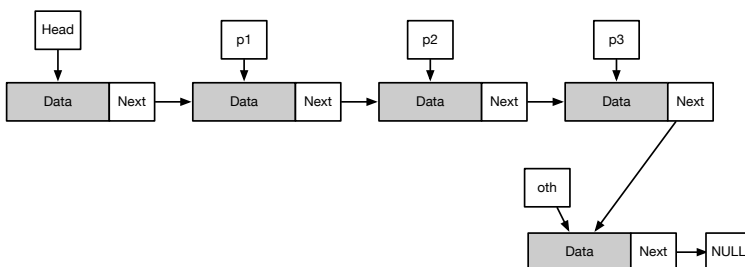 Head
p1
p2
p3
Data Next Data Next Data Next Data Next
oth
Data Next NULL